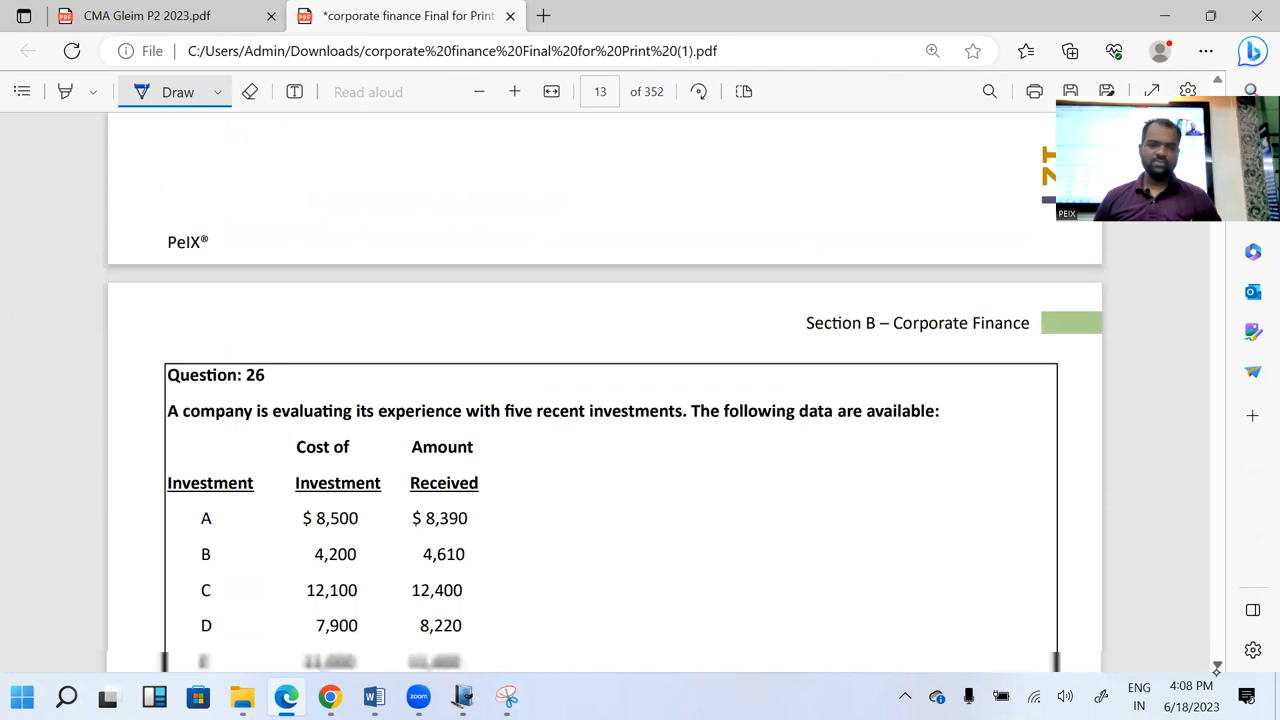 CMA Gleim P2 2023.pdf
*corporate finance Final for Print
File
C:/Users/Admin/Downloads/corporate%20finance%20Final%20for%20Print%20(1).pdf
Draw
Read aloud
13 of 352
PEIX
PeIX®
Section B – Corporate Finance
Question: 26
A company is evaluating its experience with five recent investments. The following data are available:
Cost of Amount
Investment Investment Received
A $ 8,500 $ 8,390
B 4,200 4,610
C 12,100 12,400
D 7,900 8,220
ENG 4:08 PM
IN 6/18/2023